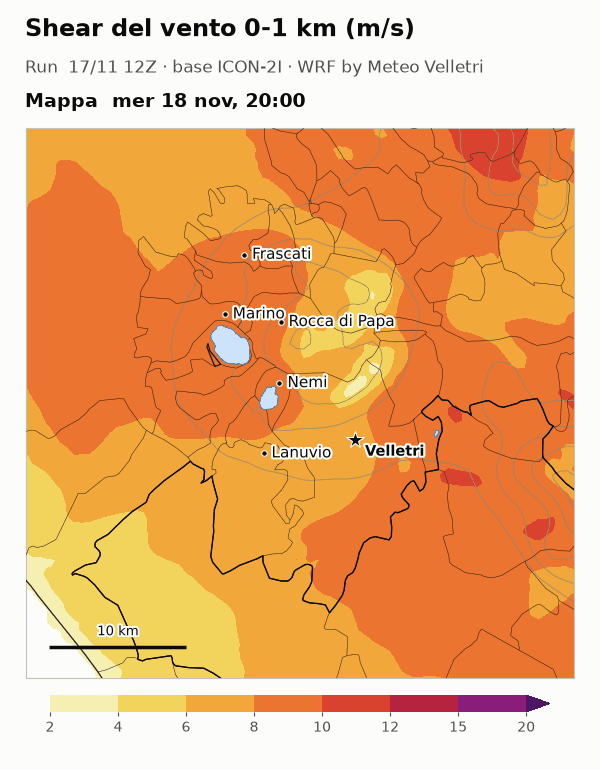 Shear del vento 0-1 km (m/s)
Run  17/11 12Z · base ICON-2I · WRF by Meteo Velletri
Mappa  mer 18 nov, 20:00
Frascati
Marino
Rocca di Papa
Nemi
Velletri
Lanuvio
10 km
2 4 6 8 10 12 15 20